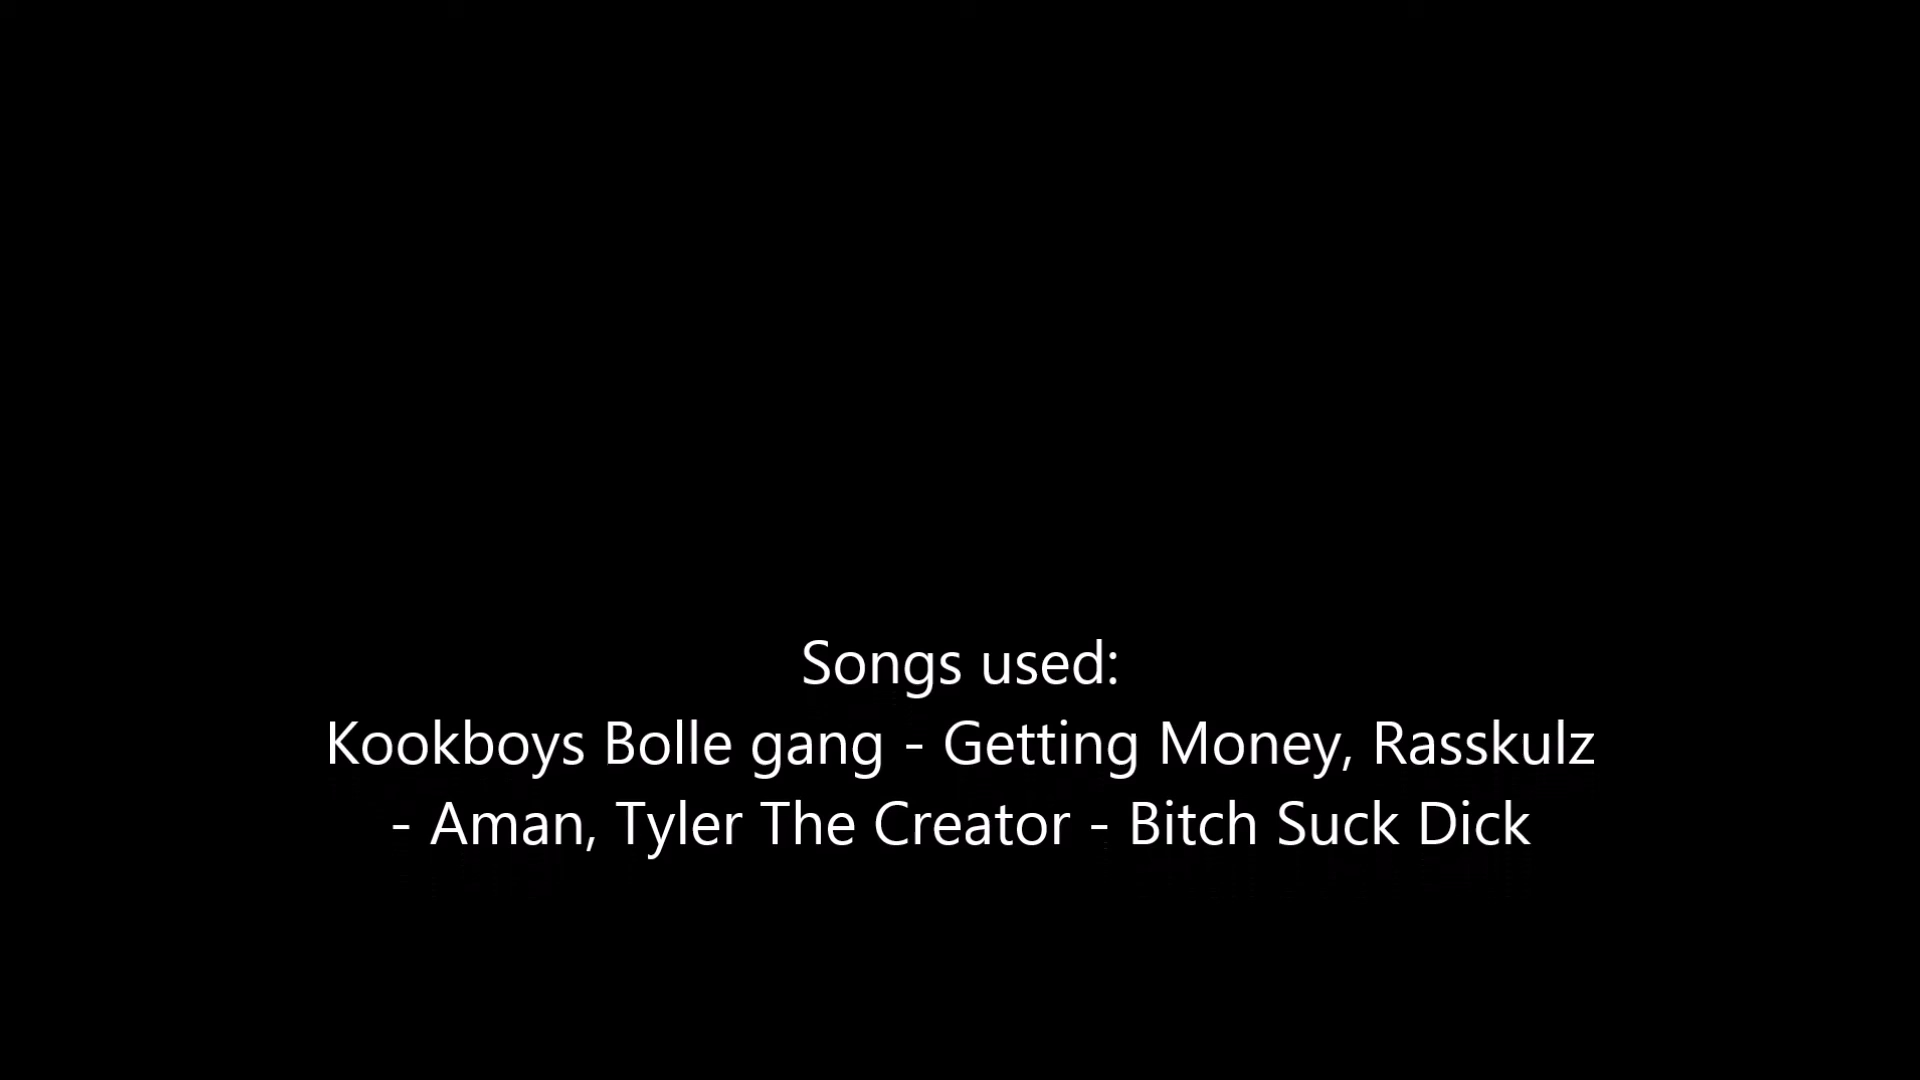 Songs used:
Kookboys Bolle gang - Getting Money, Rasskulz
- Aman, Tyler The Creator - Bitch Suck Dick